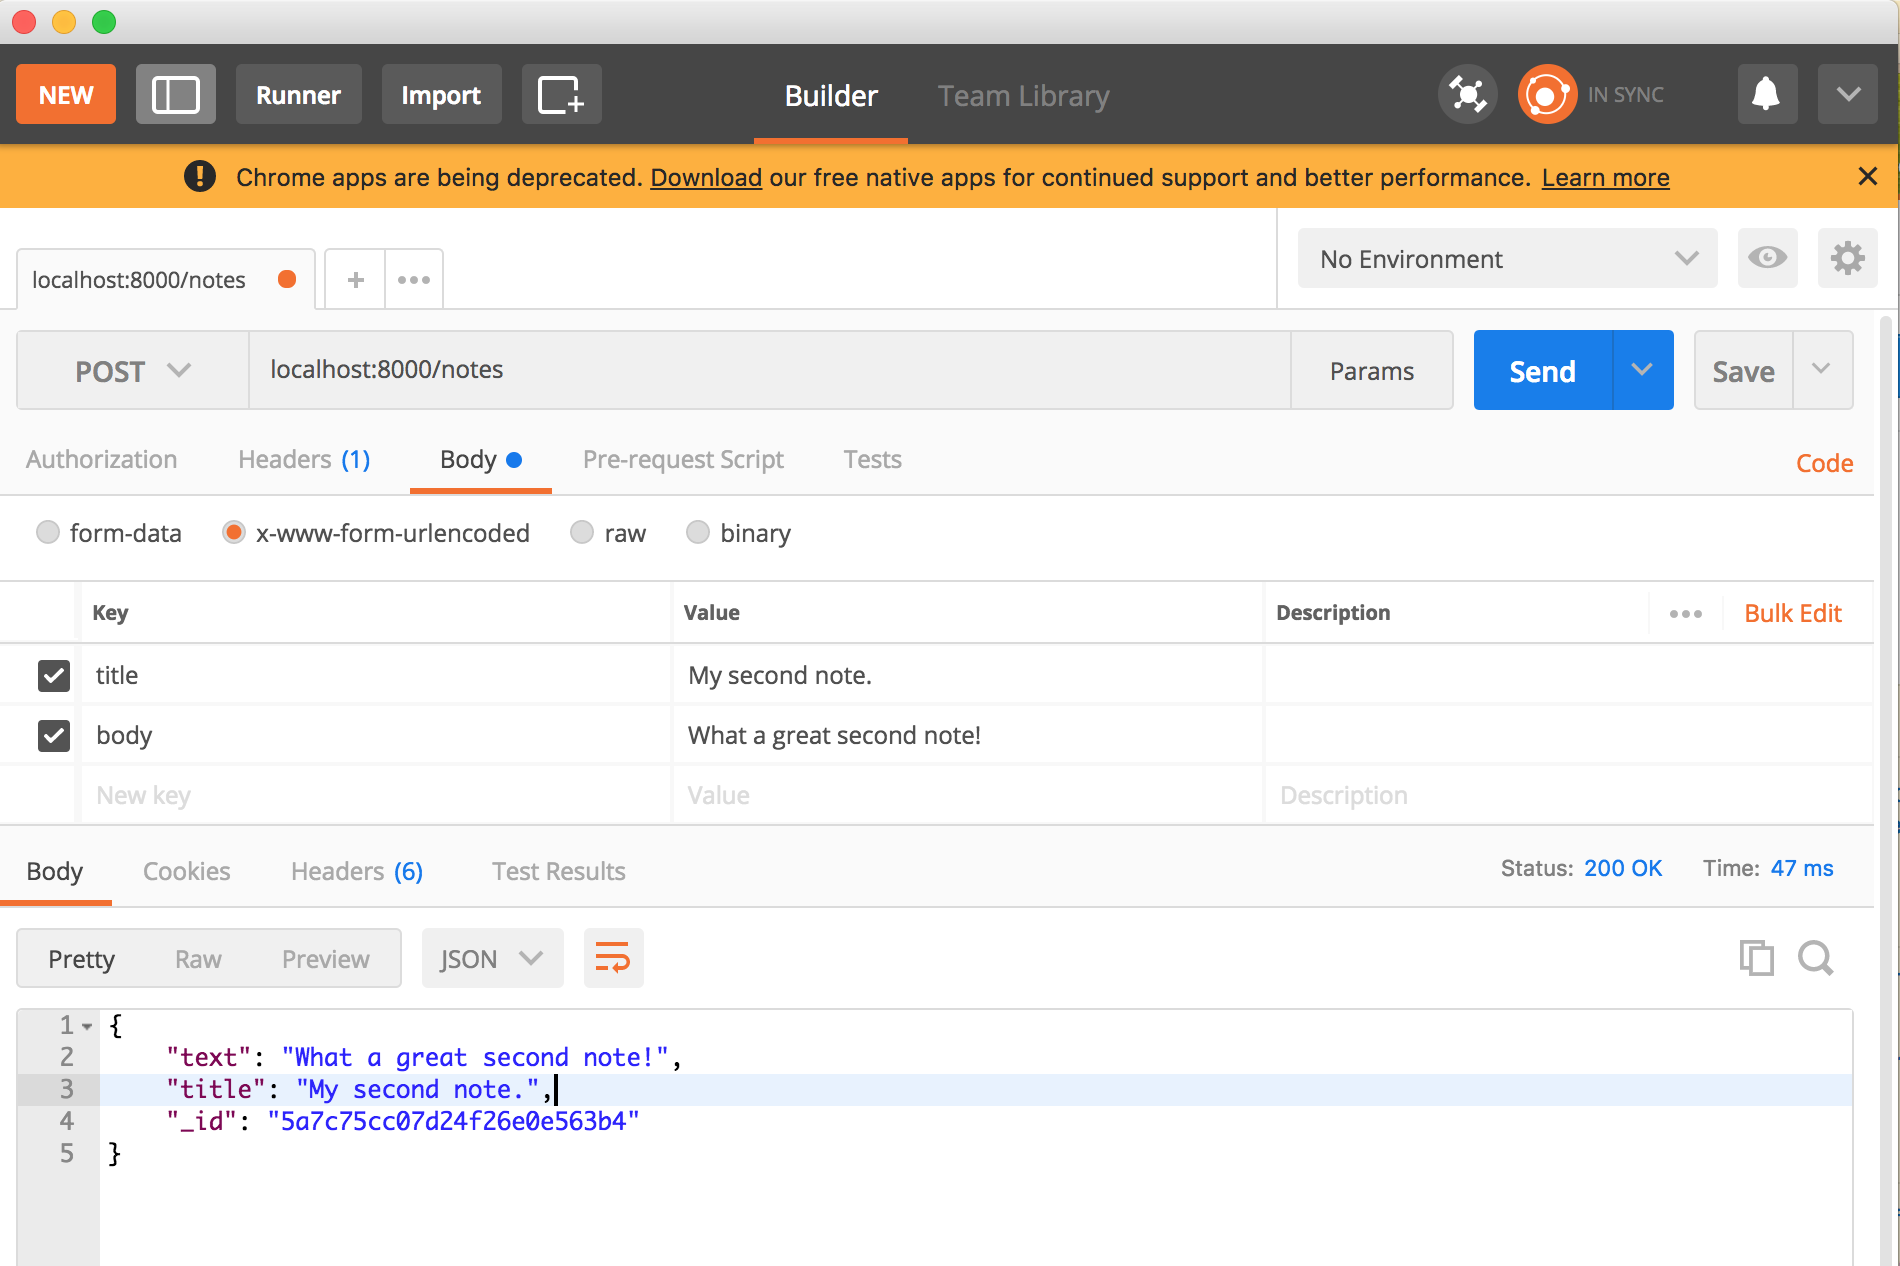 NEW Runner Import Builder Team Library IN SYNC
Chrome apps are being deprecated. Download our free native apps for continued support and better performance. Learn more
localhost:8000/notes No Environment
POST localhost:8000/notes Params Send Save
Authorization Headers (1) Body Pre-request Script Tests Code
form-data x-www-form-urlencoded raw binary
Key Value Description Bulk Edit
title My second note.
body What a great second note!
New key Value Description
Body Cookies Headers (6) Test Results Status: 200 OK Time: 47 ms
Pretty Raw Preview JSON
1 {
2 "text": "What a great second note!",
3 "title": "My second note.",
4 "_id": "5a7c75cc07d24f26e0e563b4"
5 }